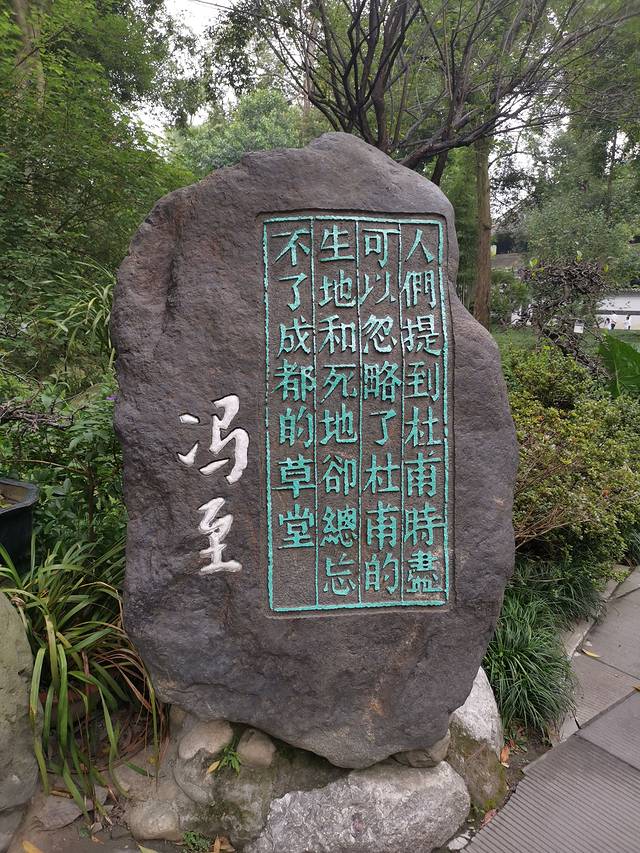 人們提到杜甫時盡
可以忽略了杜甫的
生地和死地卻總忘
不了成都的草堂
冯至